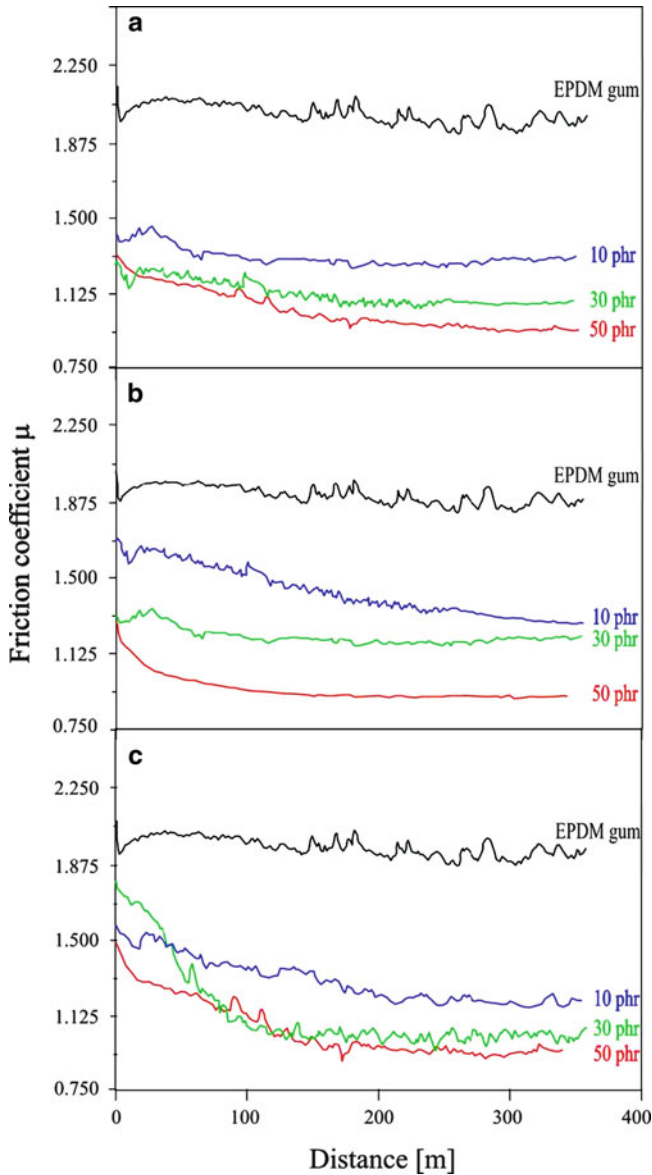 a
2.250
EPDM gum
1.875
1.500
10 phr
1.125
30 phr
50 phr
0.750
b
2.250
EPDM gum
1.875
1.500
10 phr
30 phr
1.125
50 phr
0.750
c
2.250
EPDM gum
1.875
1.500
10 phr
1.125
30 phr
50 phr
0.750
0 100 200 300 400
Distance [m]
Friction coefficient μ